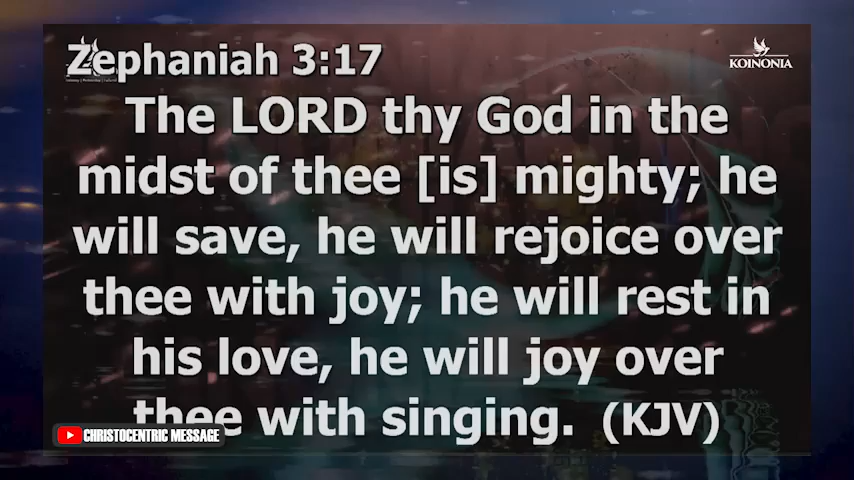 Zephaniah 3:17
KOINONIA
The LORD thy God in the
midst of thee [is] mighty; he
will save, he will rejoice over
thee with joy; he will rest in
his love, he will joy over
thee with singing. (KJV)
CHRISTOCENTRIC MESSAGE